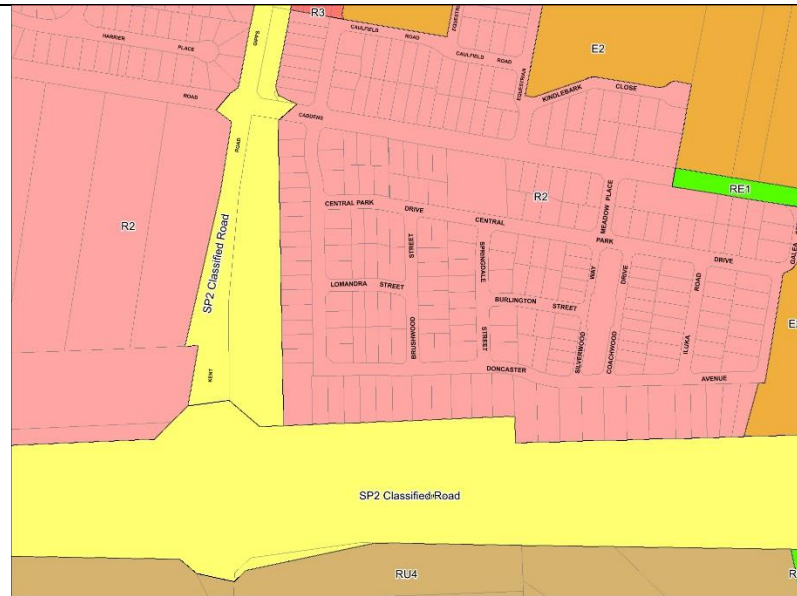 R3
HARRIER
PLACE
GIPPS
CAULFIELD
ROAD
EQUESTRIAN
E2
CAULFIELD
ROAD
ROAD
EQUESTRIAN
KINDLEBARK
CLOSE
CADDENS
ROAD
RE1
R2
CENTRAL PARK
DRIVE
CENTRAL
R2
MEADOW PLACE
PARK
DRIVE
R2
SP2 Classified Road
STREET
SPRINGDALE
WAY
DRIVE
ROAD
LOMANDRA
STREET
BURLINGTON
STREET
BRUSHWOOD
STREET
SILVERWOOD
COACHWOOD
ILUKA
KENT
DONCASTER
AVENUE
SP2 Classified Road
RU4